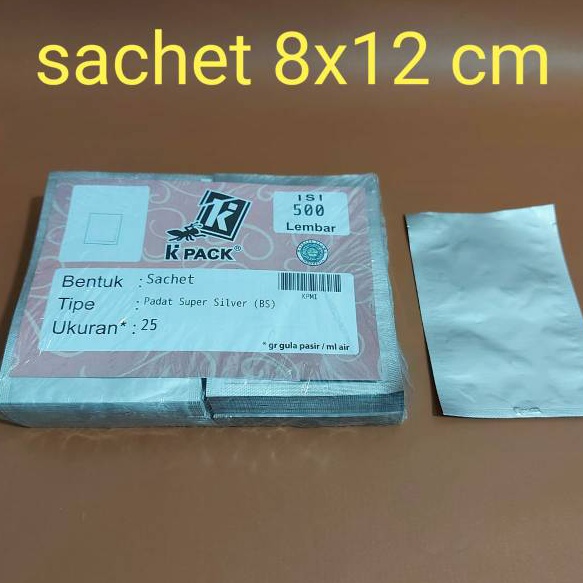 sachet 8x12 cm
K PACK®
ISI
500
Lembar
Bentuk : Sachet
Tipe : Padat Super Silver (BS)
Ukuran* : 25
KPMI
* gr gula pasir / ml air